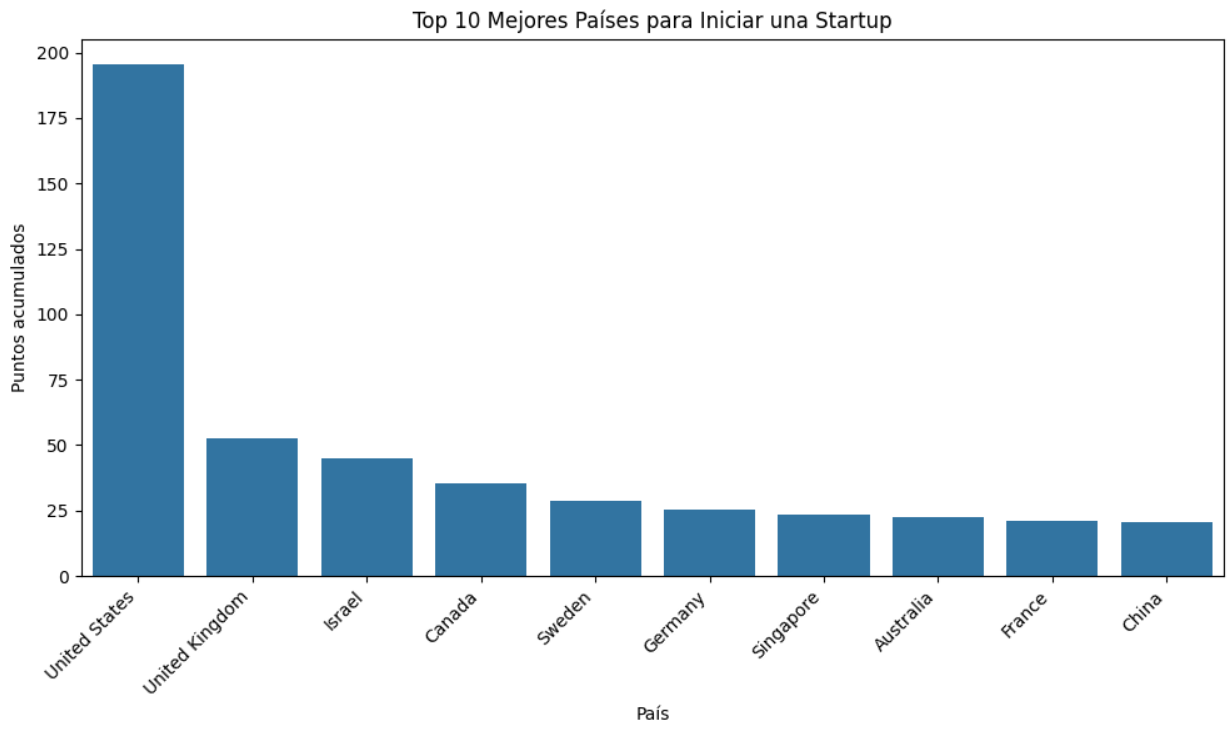 Top 10 Mejores Países para Iniciar una Startup
Puntos acumulados
200
175
150
125
100
75
50
25
0
United States
United Kingdom
Israel
Canada
Sweden
Germany
Singapore
Australia
France
China
País